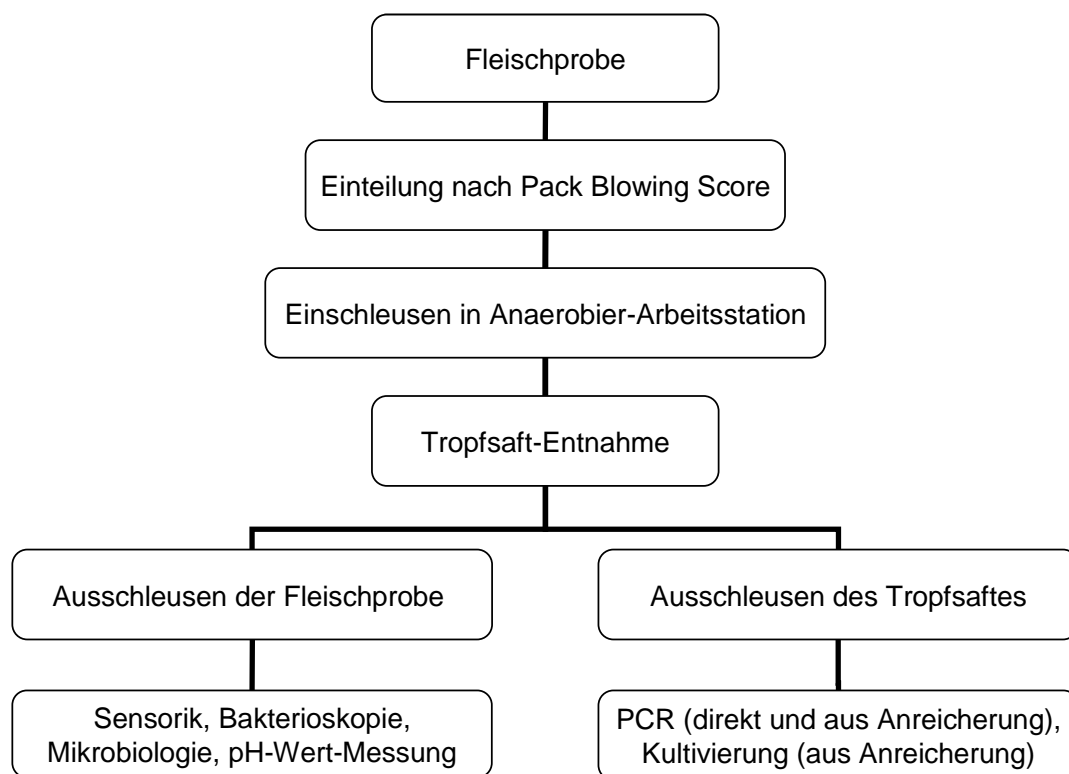 Fleischprobe
Einteilung nach Pack Blowing Score
Einschleusen in Anaerobier-Arbeitsstation
Tropfsaft-Entnahme
Ausschleusen der Fleischprobe
Ausschleusen des Tropfsaftes
Sensorik, Bakterioskopie,
Mikrobiologie, pH-Wert-Messung
PCR (direkt und aus Anreicherung),
Kultivierung (aus Anreicherung)